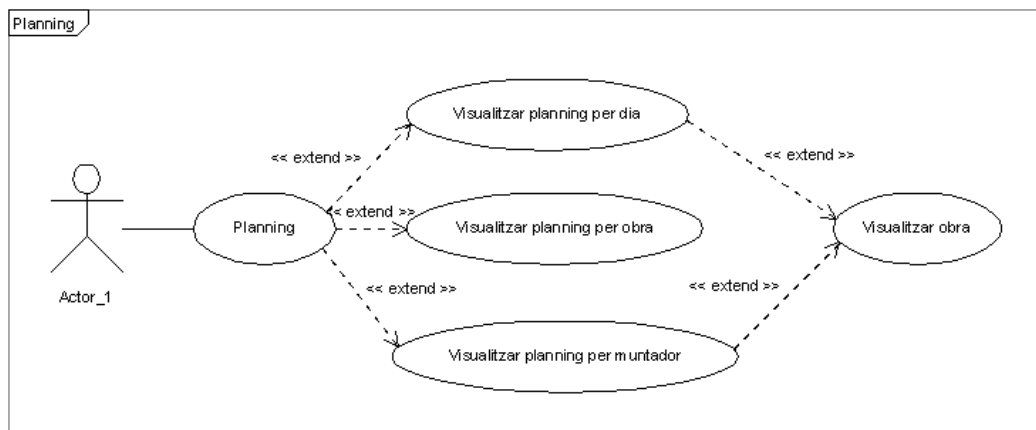 Planning
Visualitzar planning per dia
<< extend >>
<< extend >>
<< extend >>
Planning
Visualitzar planning per obra
Visualitzar obra
Actor_1
<< extend >>
<< extend >>
Visualitzar planning per muntador